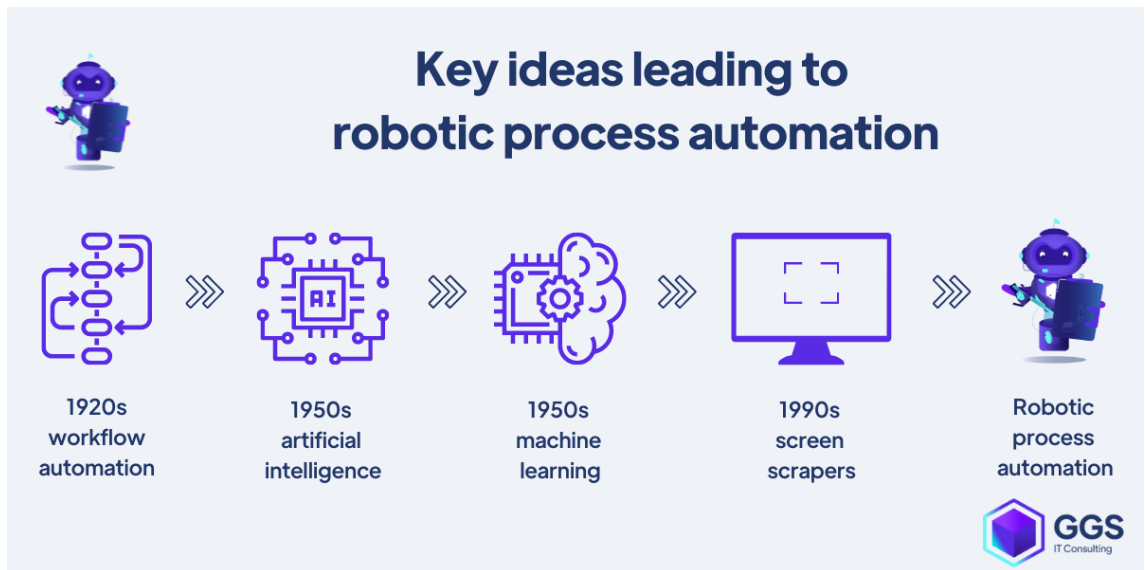 Key ideas leading to
robotic process automation
AI
1920s
workflow
automation
1950s
artificial
intelligence
1950s
machine
learning
1990s
screen
scrapers
Robotic
process
automation
GGS
IT Consulting